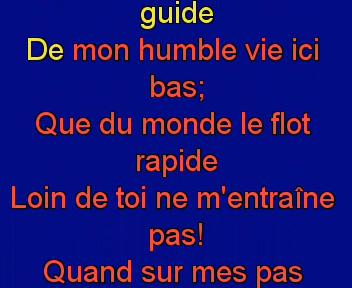 guide
De mon humble vie ici
bas;
Que du monde le flot
rapide
Loin de toi ne m'entraîne
pas!
Quand sur mes pas